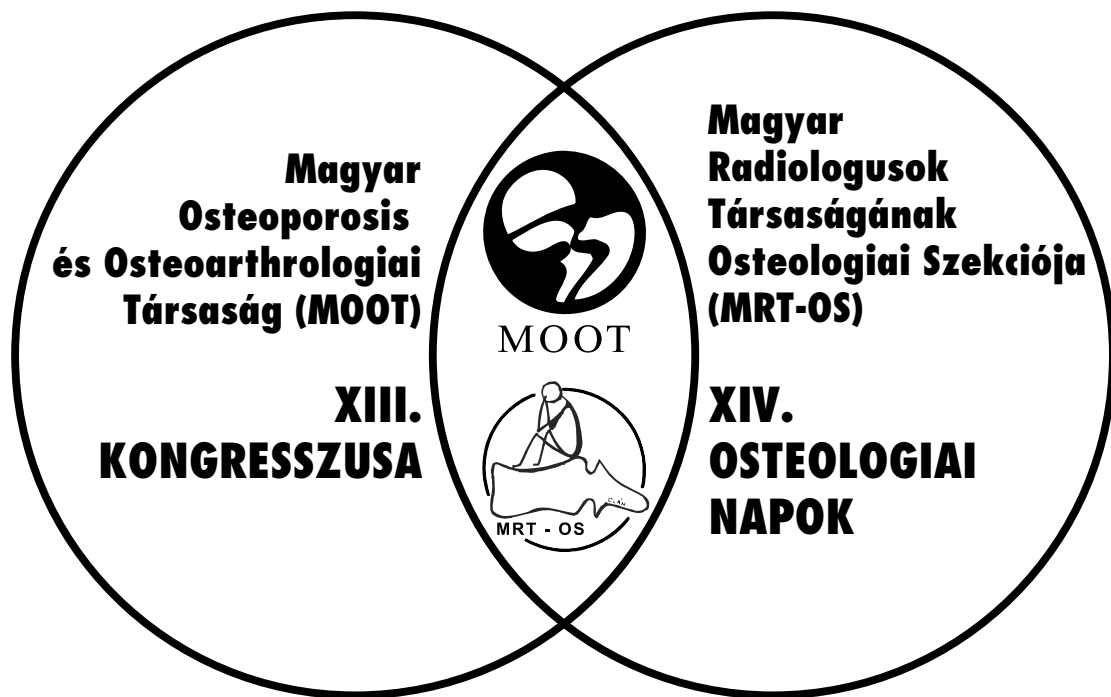 Magyar
Osteoporosis
és Osteoarthrologiai
Társaság (MOOT)
XIII.
KONGRESSZUSA
MOOT
MRT - OS
Magyar
Radiologusok
Társaságának
Osteologiai Szekciója
(MRT-OS)
XIV.
OSTEOLOGIAI
NAPOK